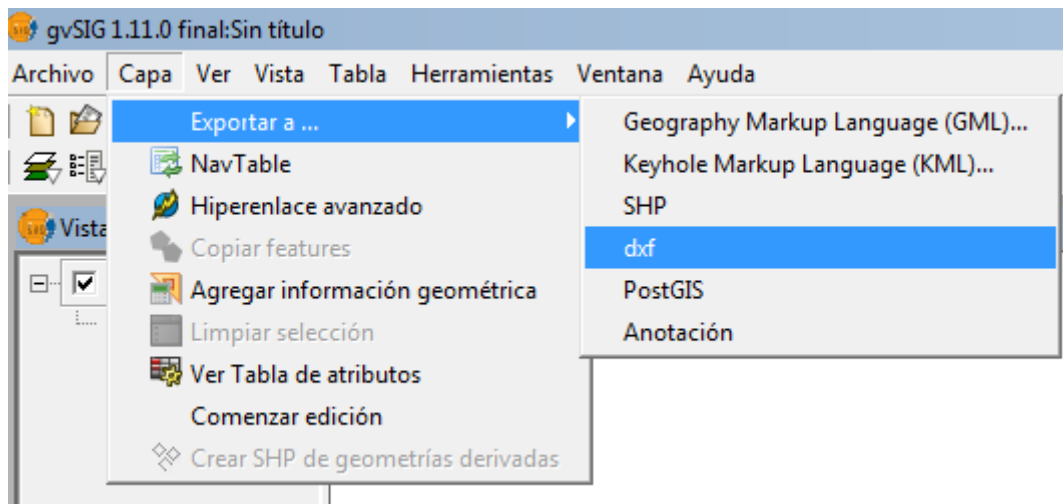 gvSIG 1.11.0 final:Sin título
Archivo Capa Ver Vista Tabla Herramientas Ventana Ayuda
Exportar a ...
NavTable
Hiperenlace avanzado
Copiar features
Agregar información geométrica
Limpiar selección
Ver Tabla de atributos
Comenzar edición
Crear SHP de geometrías derivadas
Geography Markup Language (GML)...
Keyhole Markup Language (KML)...
SHP
dxf
PostGIS
Anotación
Vista